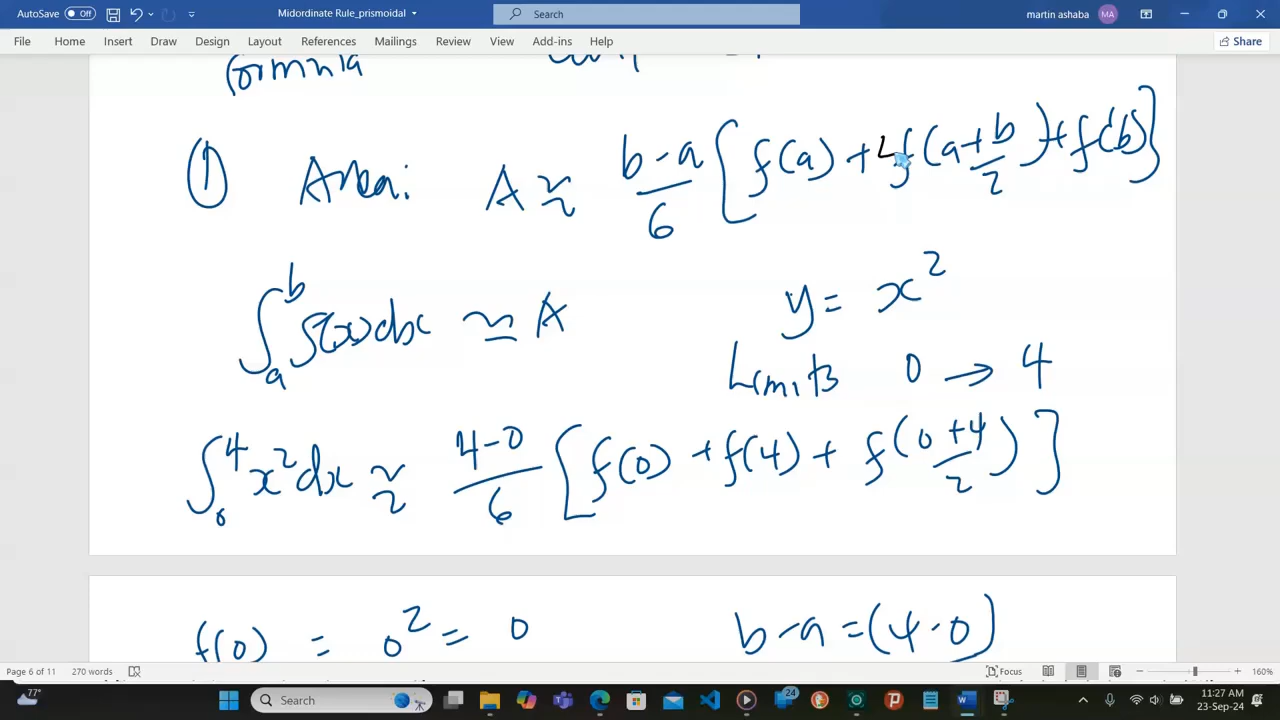 AutoSave Off Midordinate Rule_prismoidal Search martin ashaba MA
File Home Insert Draw Design Layout References Mailings Review View Add-ins Help Share
formula
① Area: A ≈ b-a/6 [f(a) + 4f(a+b/2) + f(b)]
∫ₐᵇ f(x)dx ≃ A y = x²
Limits 0 → 4
∫₀⁴ x²dx ≈ 4-0/6 [f(0) + f(4) + f(0+4/2)]
f(0) = 0² = 0 b-a = (4-0)
Page 6 of 11 270 words Focus 160%
77° Search 24 11:27 AM
23-Sep-24